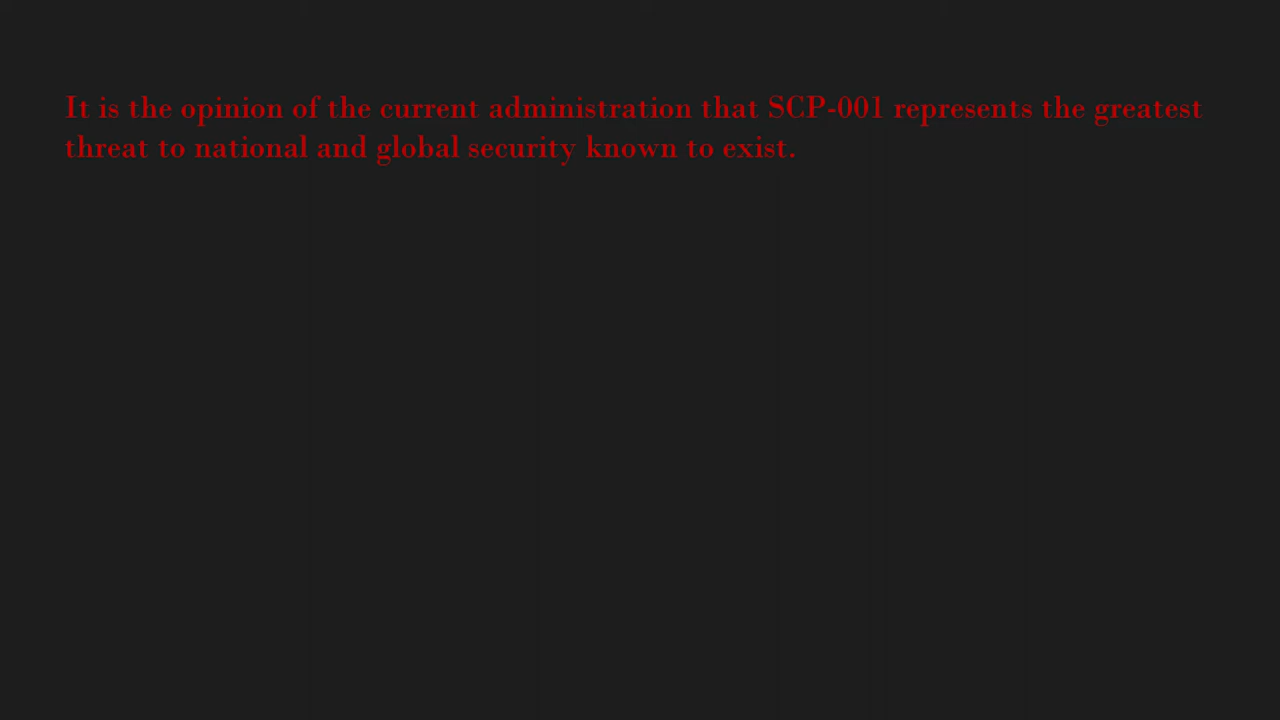 It is the opinion of the current administration that SCP-001 represents the greatest
threat to national and global security known to exist.